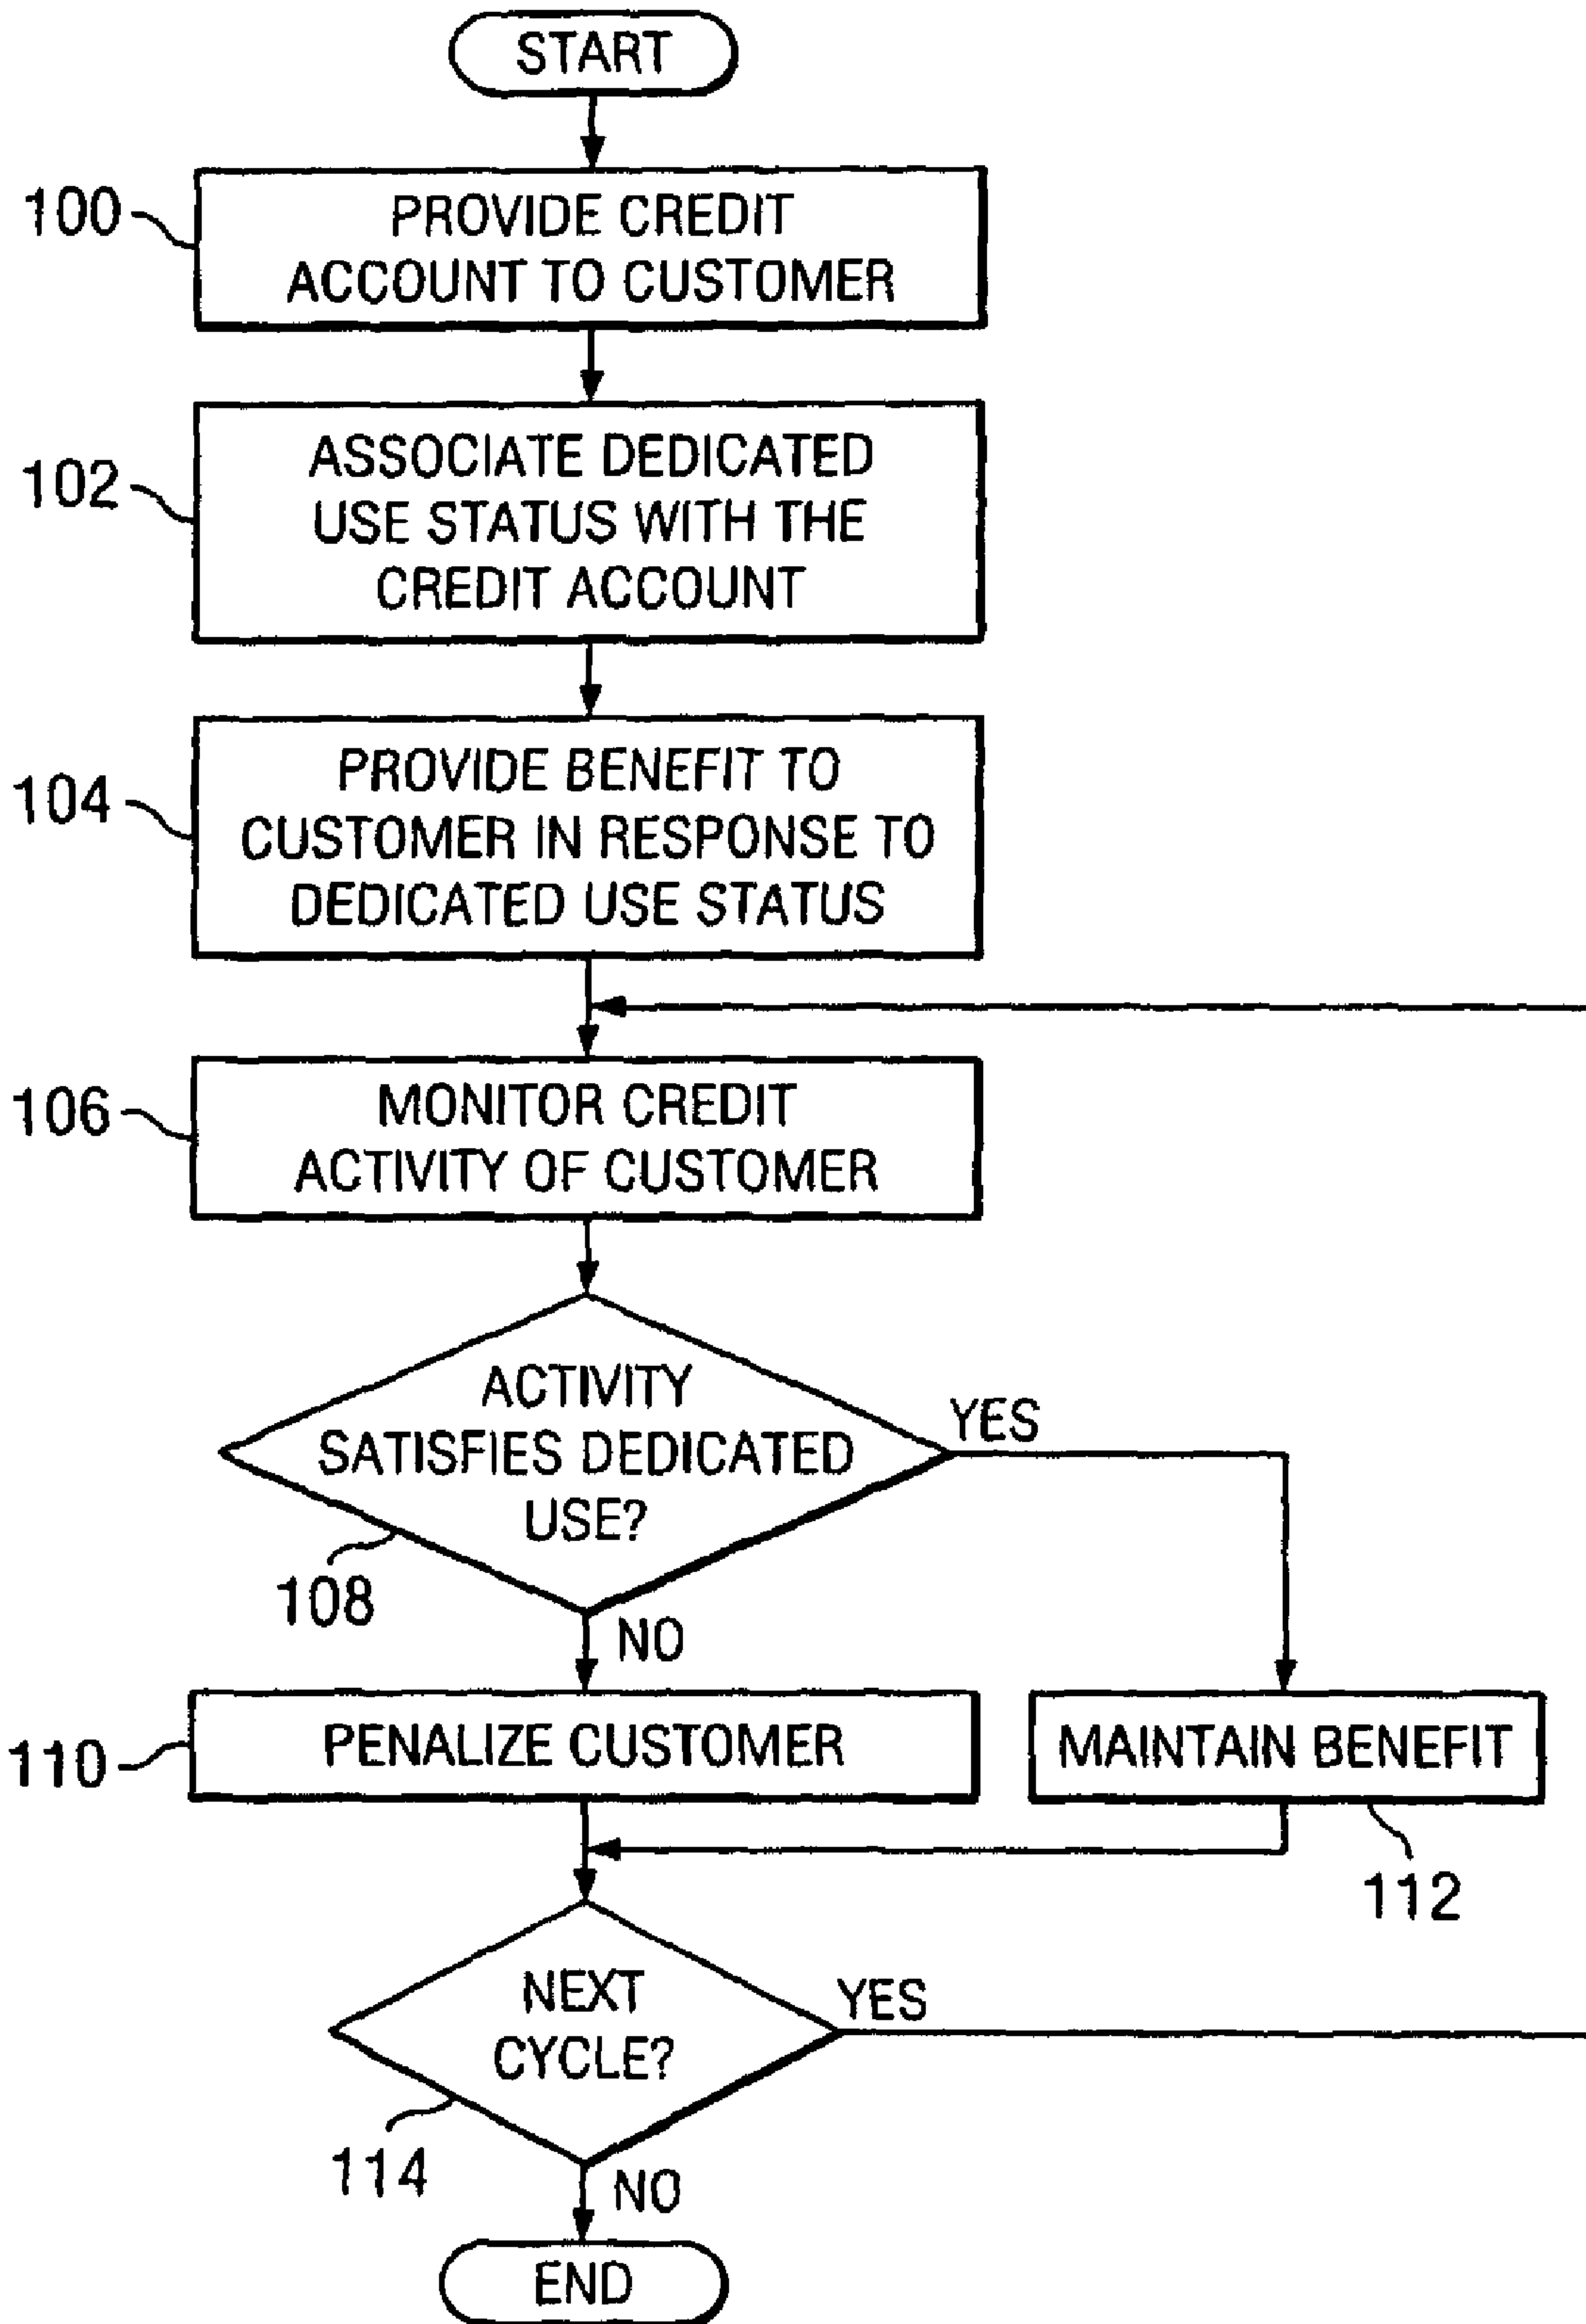 START
100
PROVIDE CREDIT
ACCOUNT TO CUSTOMER
102
ASSOCIATE DEDICATED
USE STATUS WITH THE
CREDIT ACCOUNT
104
PROVIDE BENEFIT TO
CUSTOMER IN RESPONSE TO
DEDICATED USE STATUS
106
MONITOR CREDIT
ACTIVITY OF CUSTOMER
ACTIVITY
SATISFIES DEDICATED
USE?
YES
108
NO
110
PENALIZE CUSTOMER
MAINTAIN BENEFIT
112
NEXT
CYCLE?
YES
114
NO
END